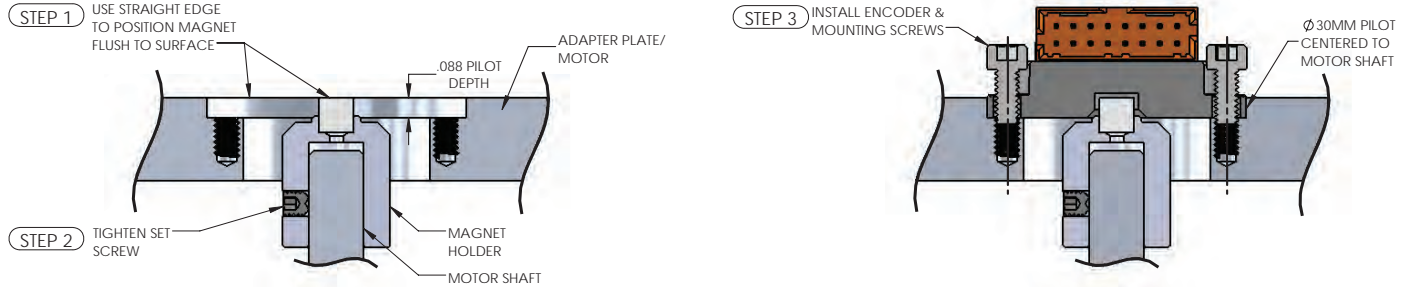 STEP 1
USE STRAIGHT EDGE
TO POSITION MAGNET
FLUSH TO SURFACE
.088 PILOT
DEPTH
ADAPTER PLATE/
MOTOR
STEP 2
TIGHTEN SET
SCREW
MAGNET
HOLDER
MOTOR SHAFT
STEP 3
INSTALL ENCODER &
MOUNTING SCREWS
Ø30MM PILOT
CENTERED TO
MOTOR SHAFT